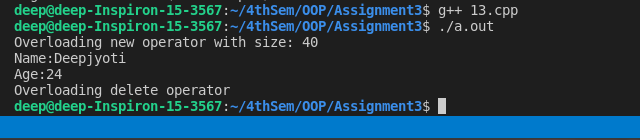 deep@deep-Inspiron-15-3567:~/4thSem/OOP/Assignment3$ g++ 13.cpp
deep@deep-Inspiron-15-3567:~/4thSem/OOP/Assignment3$ ./a.out
Overloading new operator with size: 40
Name:Deepjyoti
Age:24
Overloading delete operator
deep@deep-Inspiron-15-3567:~/4thSem/OOP/Assignment3$